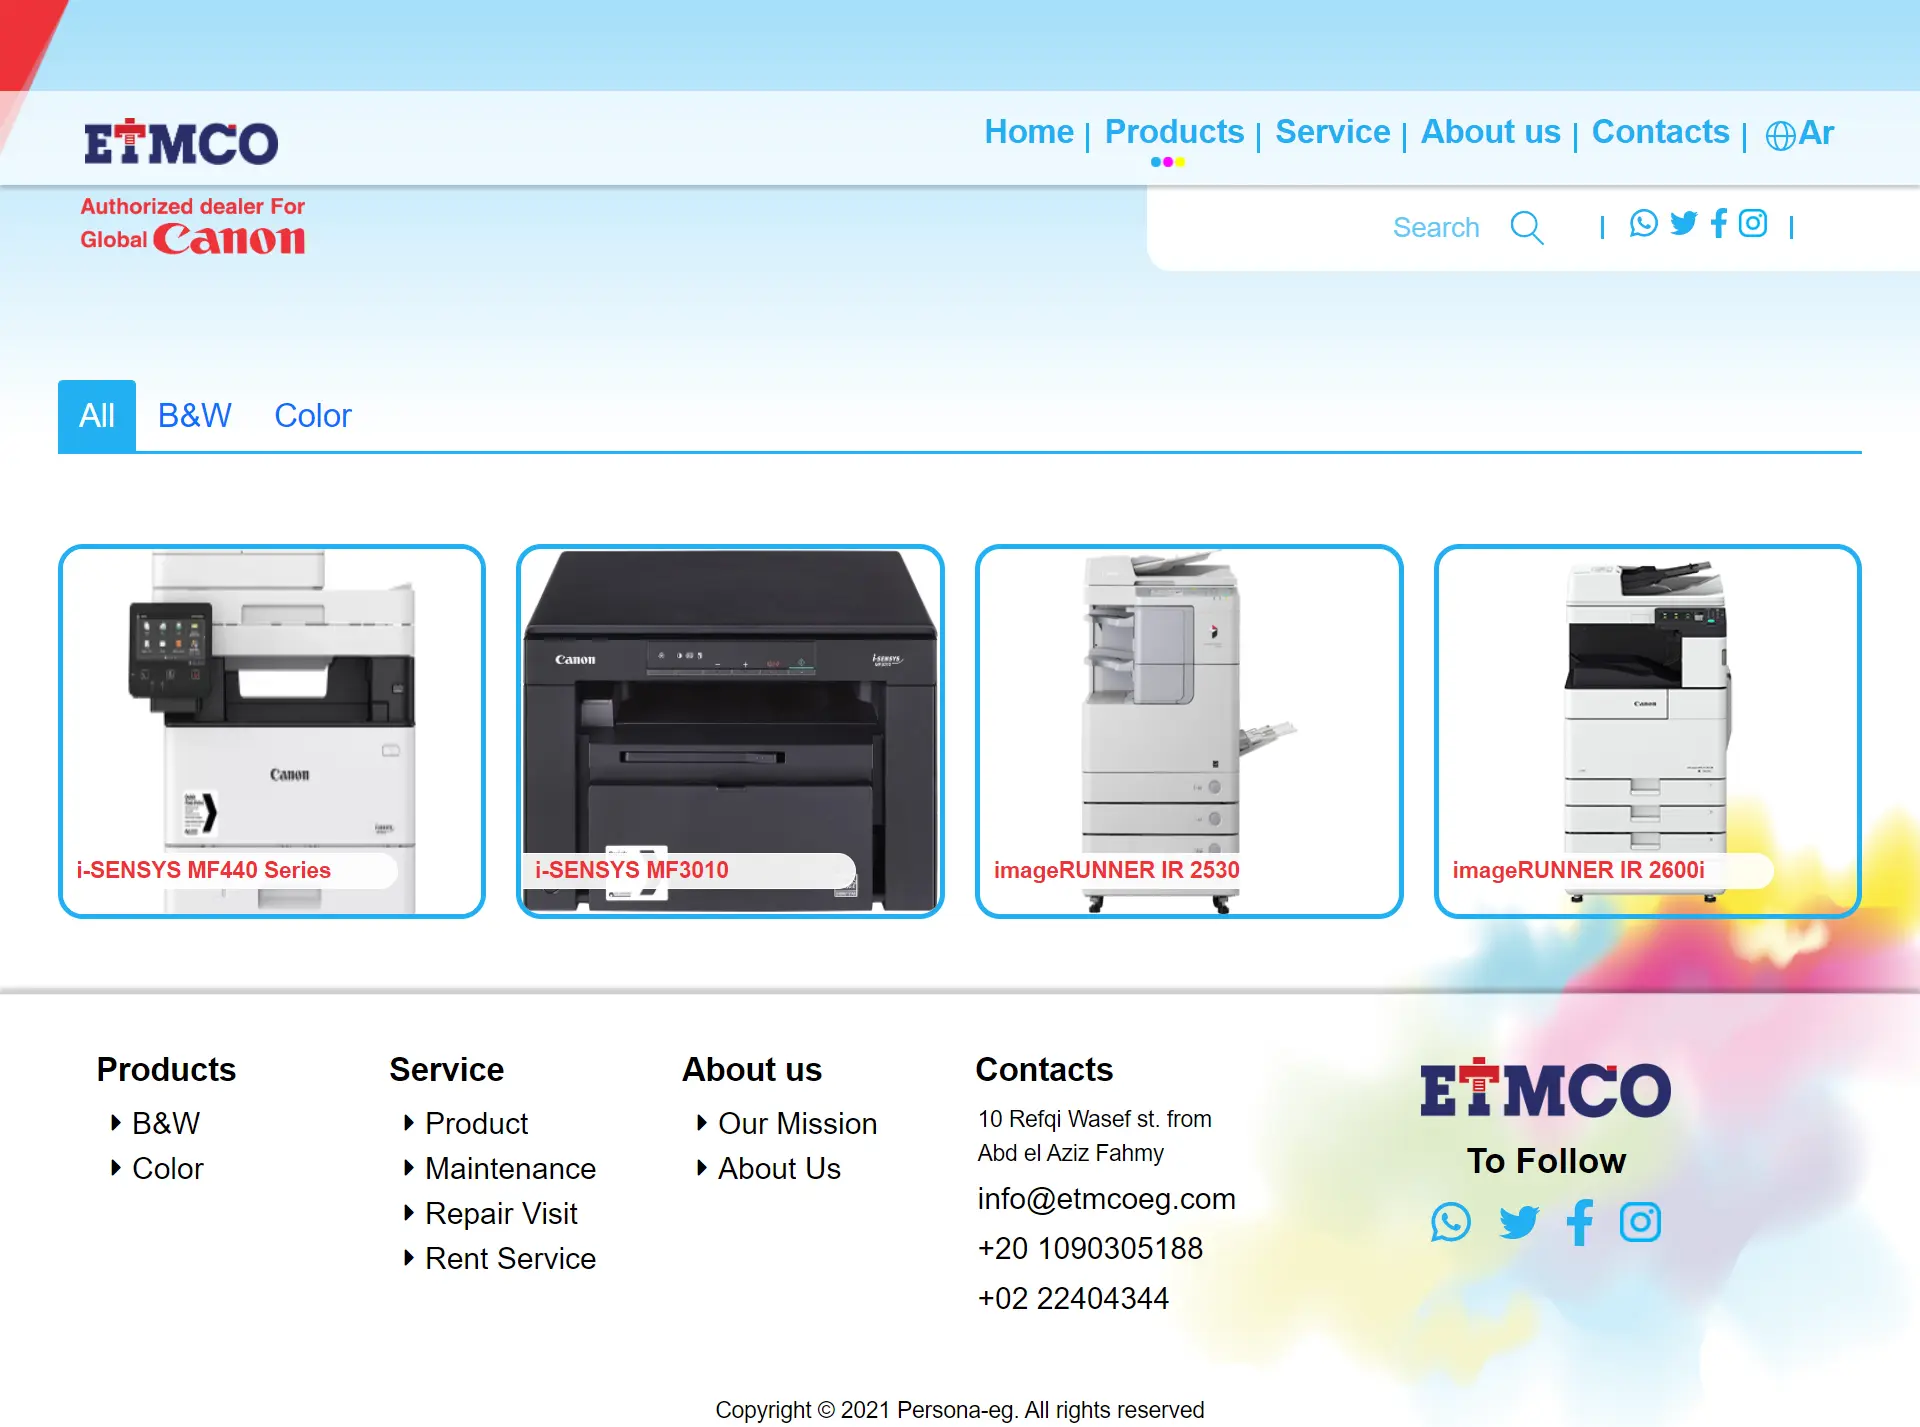 ETMCO
Home | Products | Service | About us | Contacts | Ar
Authorized dealer For
Global Canon
Search
All B&W Color
Canon
i-SENSYS MF440 Series
Canon
i-SENSYS
i-SENSYS MF3010
imageRUNNER IR 2530
Canon
imageRUNNER IR 2600i
Products
B&W
Color
Service
Product
Maintenance
Repair Visit
Rent Service
About us
Our Mission
About Us
Contacts
10 Refqi Wasef st. from
Abd el Aziz Fahmy
info@etmcoeg.com
+20 1090305188
+02 22404344
ETMCO
To Follow
Copyright © 2021 Persona-eg. All rights reserved